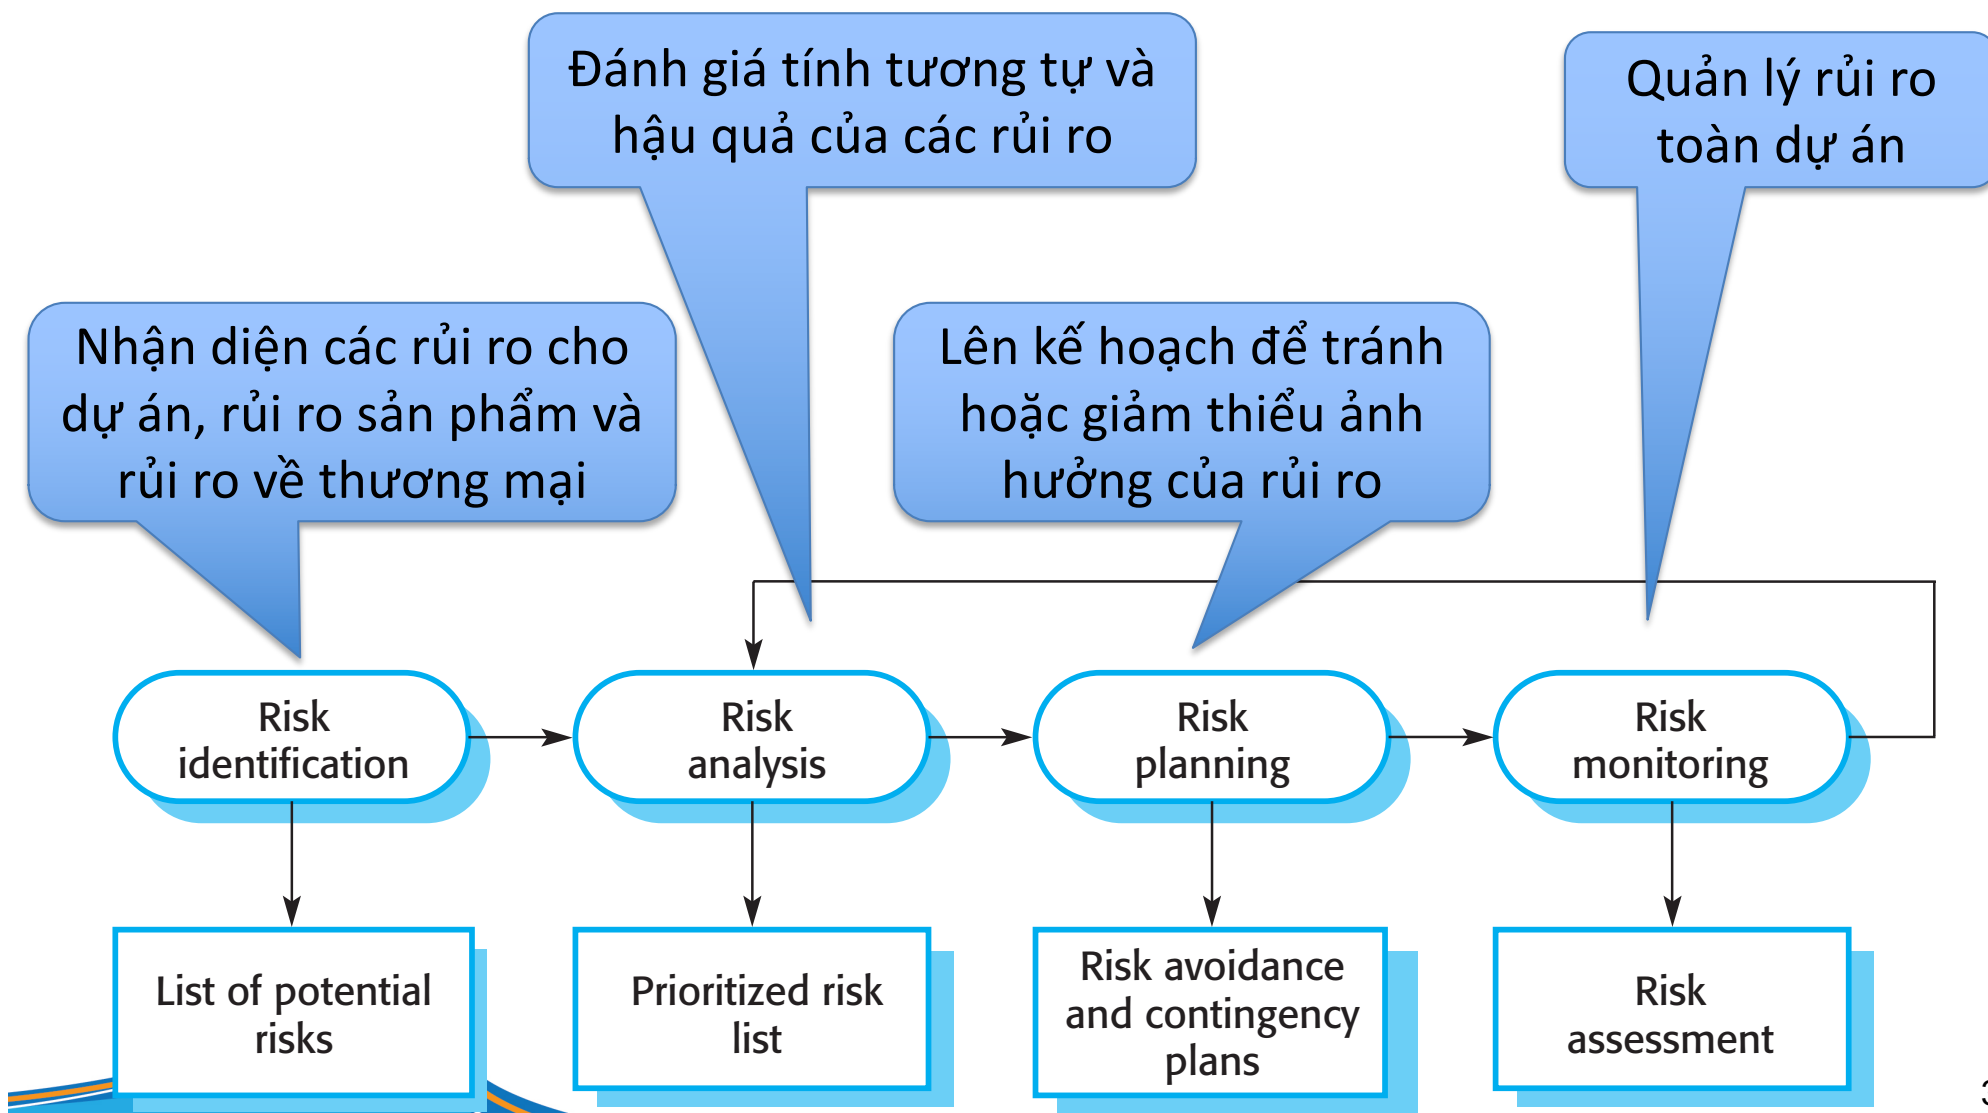 Đánh giá tính tương tự và
hậu quả của các rủi ro
Quản lý rủi ro
toàn dự án
Nhận diện các rủi ro cho
dự án, rủi ro sản phẩm và
rủi ro về thương mại
Lên kế hoạch để tránh
hoặc giảm thiểu ảnh
hưởng của rủi ro
Risk
identification
Risk
analysis
Risk
planning
Risk
monitoring
List of potential
risks
Prioritized risk
list
Risk avoidance
and contingency
plans
Risk
assessment